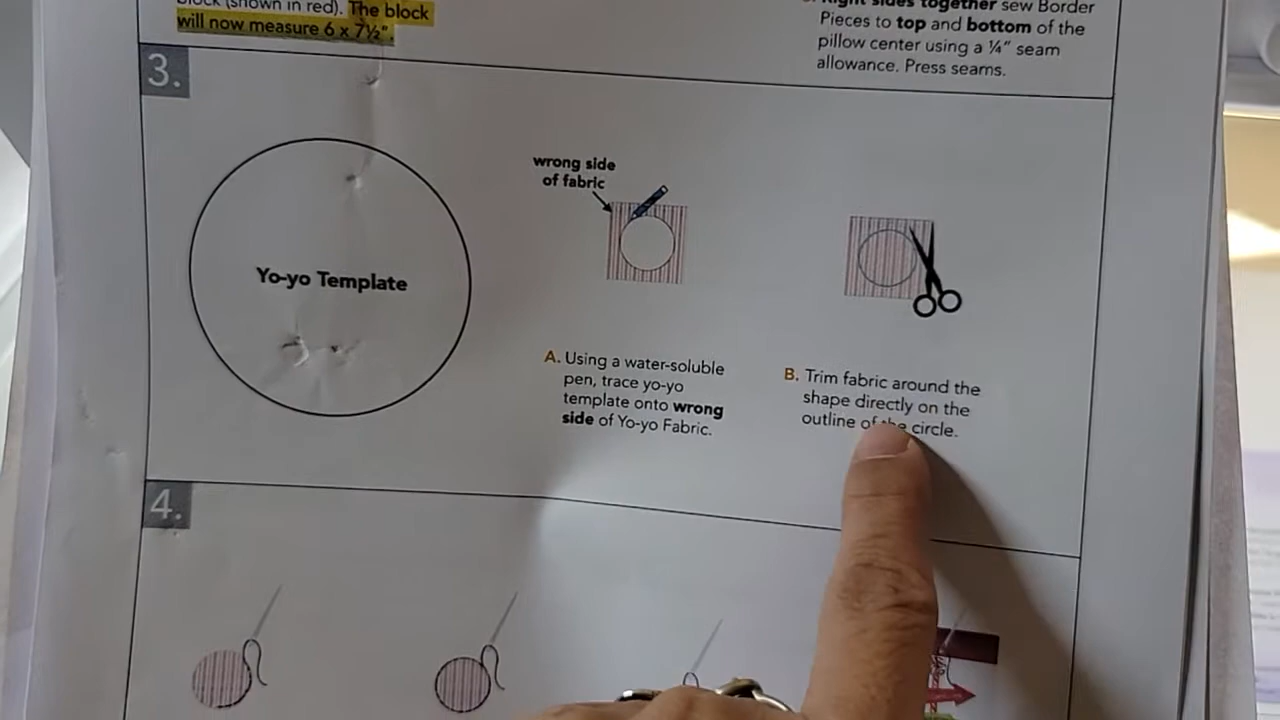 block (shown in red). The block
will now measure 6 x 7½".
Right sides together sew Border
Pieces to top and bottom of the
pillow center using a ¼" seam
allowance. Press seams.
3.
Yo-yo Template
wrong side
of fabric
A. Using a water-soluble
pen, trace yo-yo
template onto wrong
side of Yo-yo Fabric.
B. Trim fabric around the
shape directly on the
outline of the circle.
4.